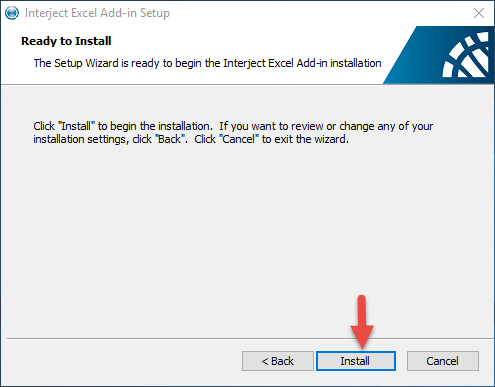 Interject Excel Add-in Setup
Ready to Install
The Setup Wizard is ready to begin the Interject Excel Add-in installation
Click "Install" to begin the installation.  If you want to review or change any of your
installation settings, click "Back".  Click "Cancel" to exit the wizard.
< Back Install Cancel